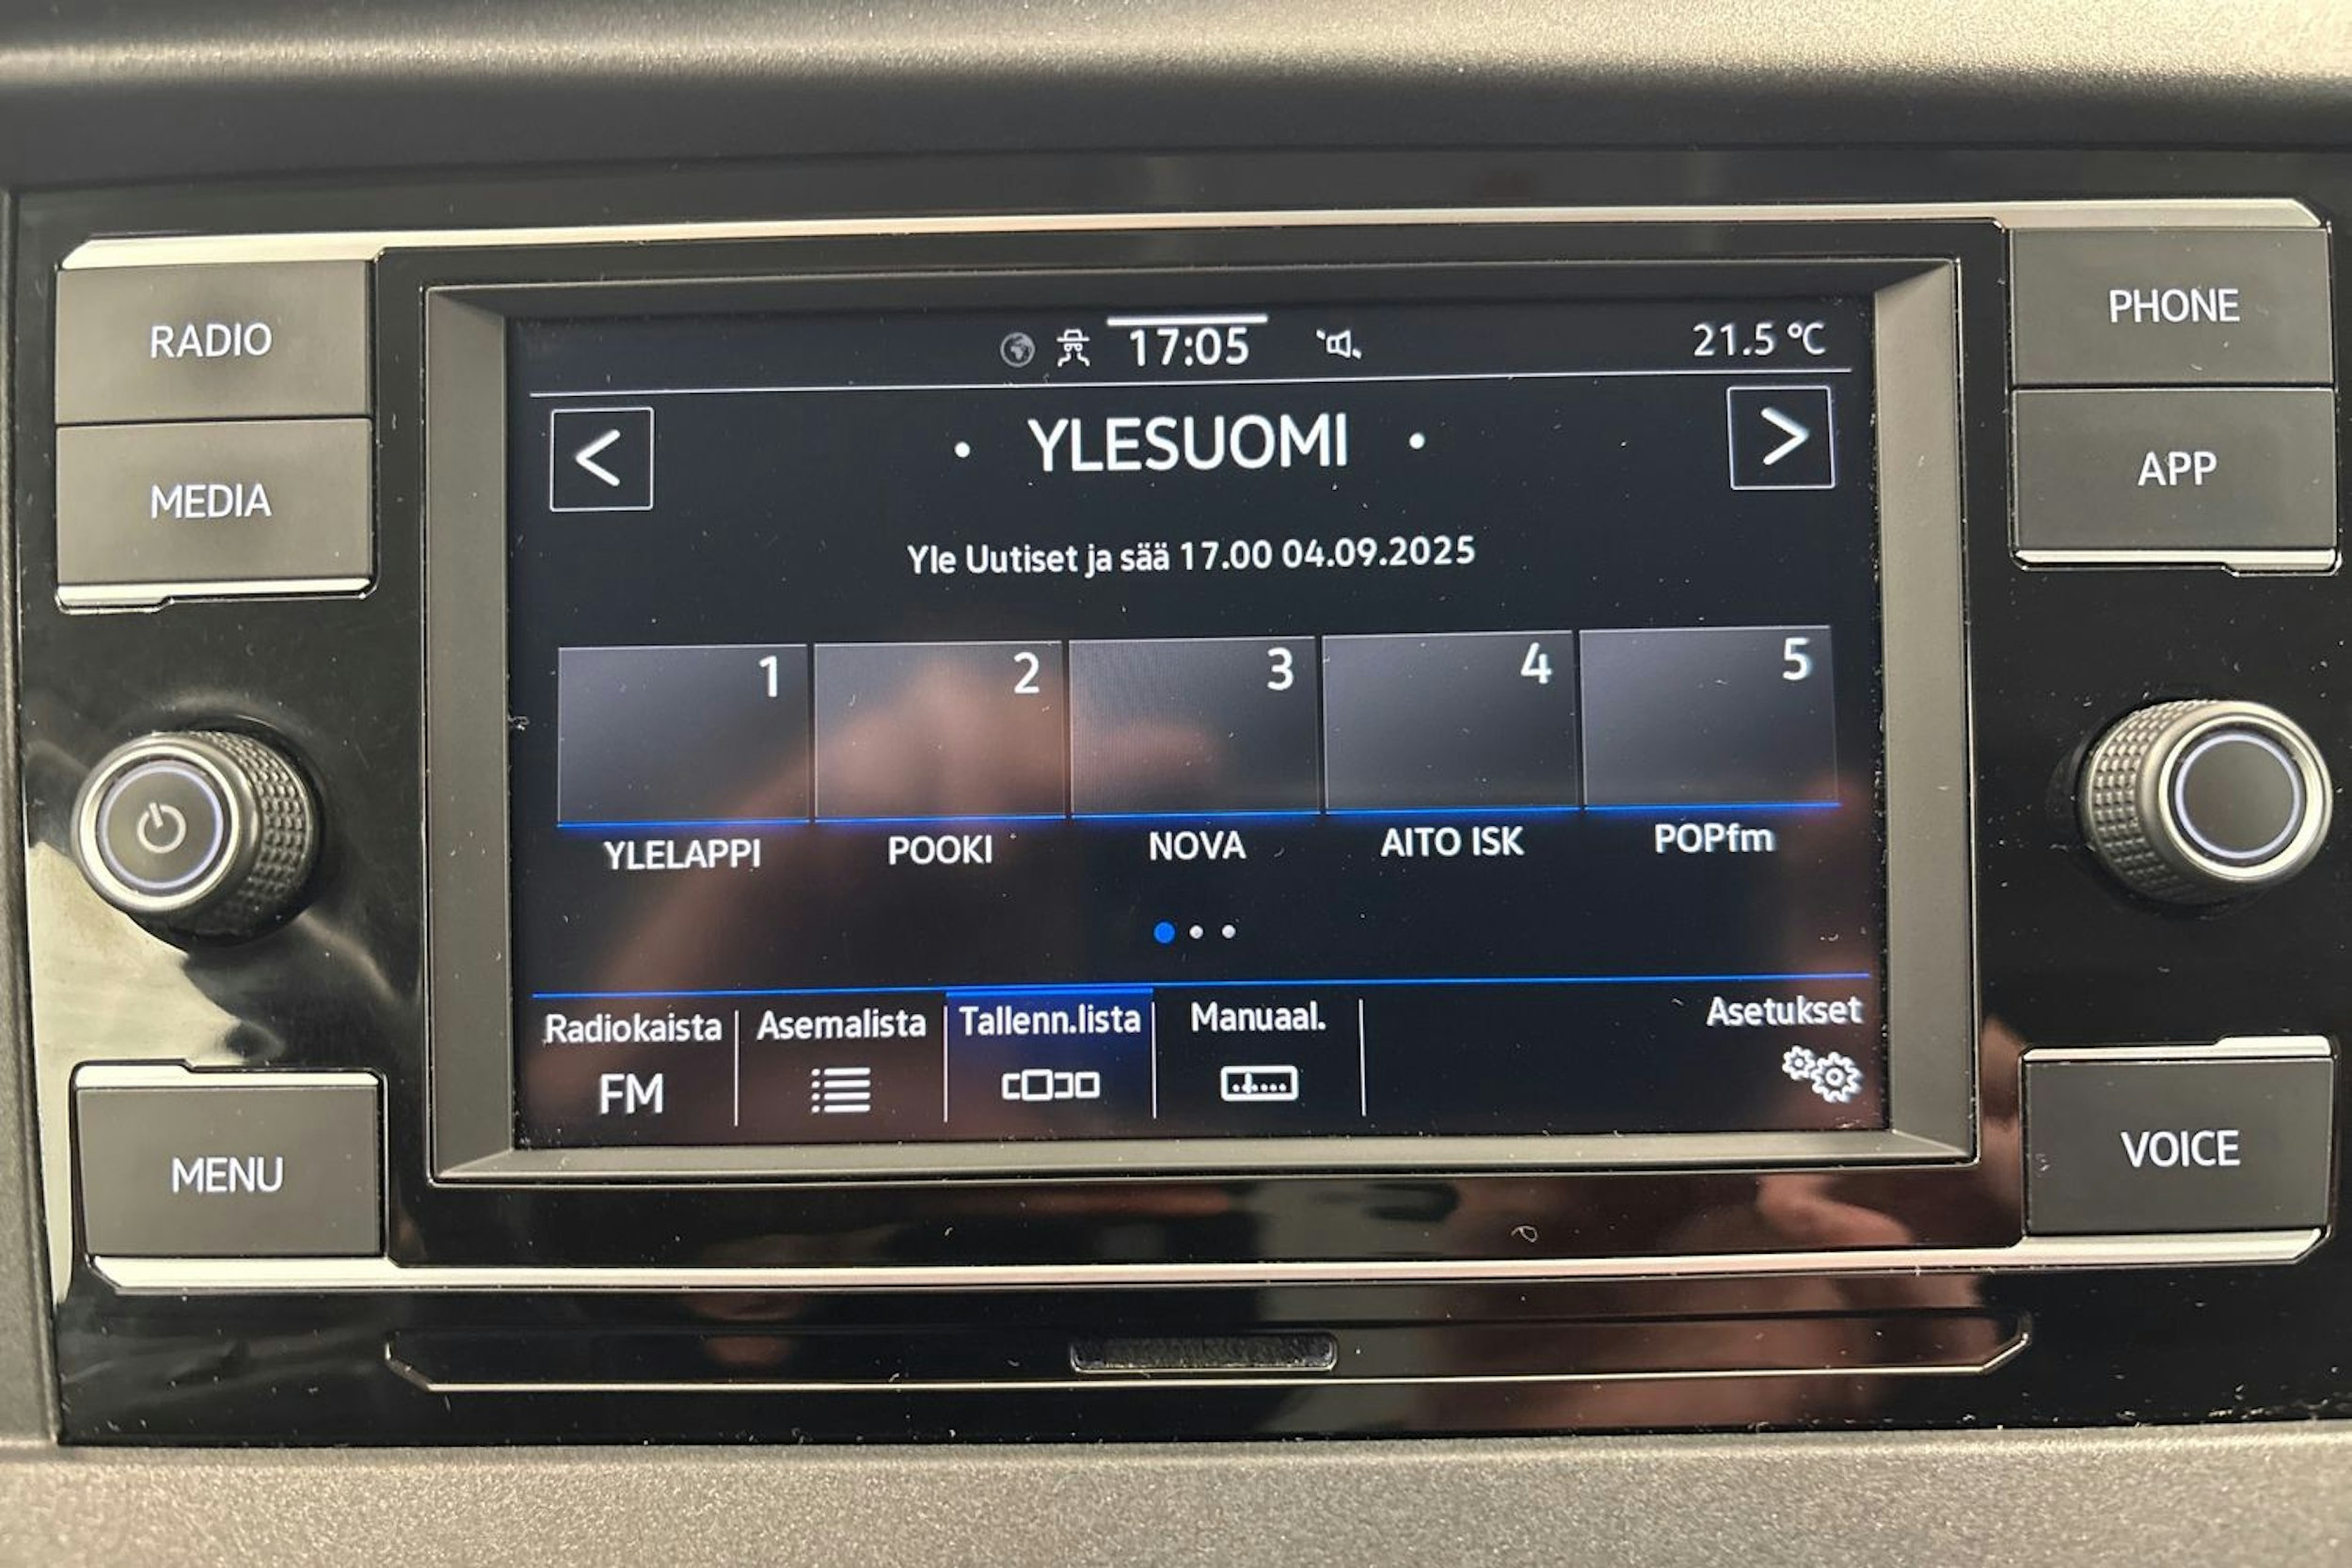 RADIO
MEDIA
MENU
17:05
21.5 °C
<
• YLESUOMI •
>
Yle Uutiset ja sää 17.00 04.09.2025
1 2 3 4 5
YLELAPPI POOKI NOVA AITO ISK POPfm
Radiokaista Asemalista Tallenn.lista Manuaal. Asetukset
FM
PHONE
APP
VOICE